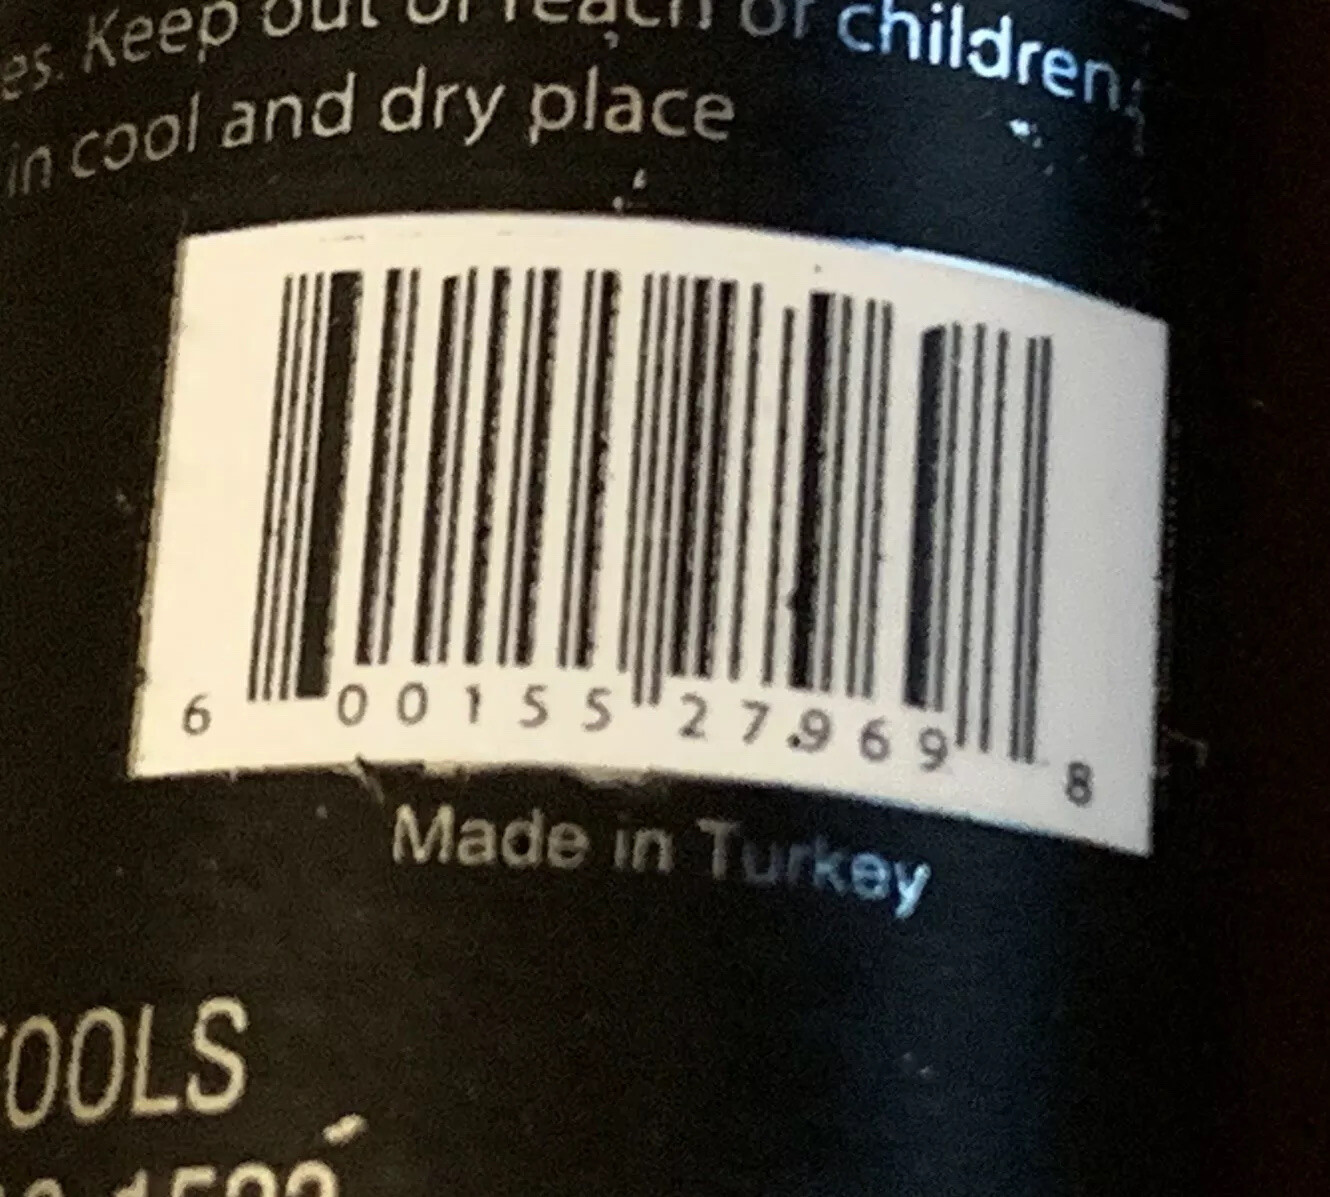 es. Keep out of reach of children,
in cool and dry place
6 00155 27969 8
Made in Turkey
OOLS